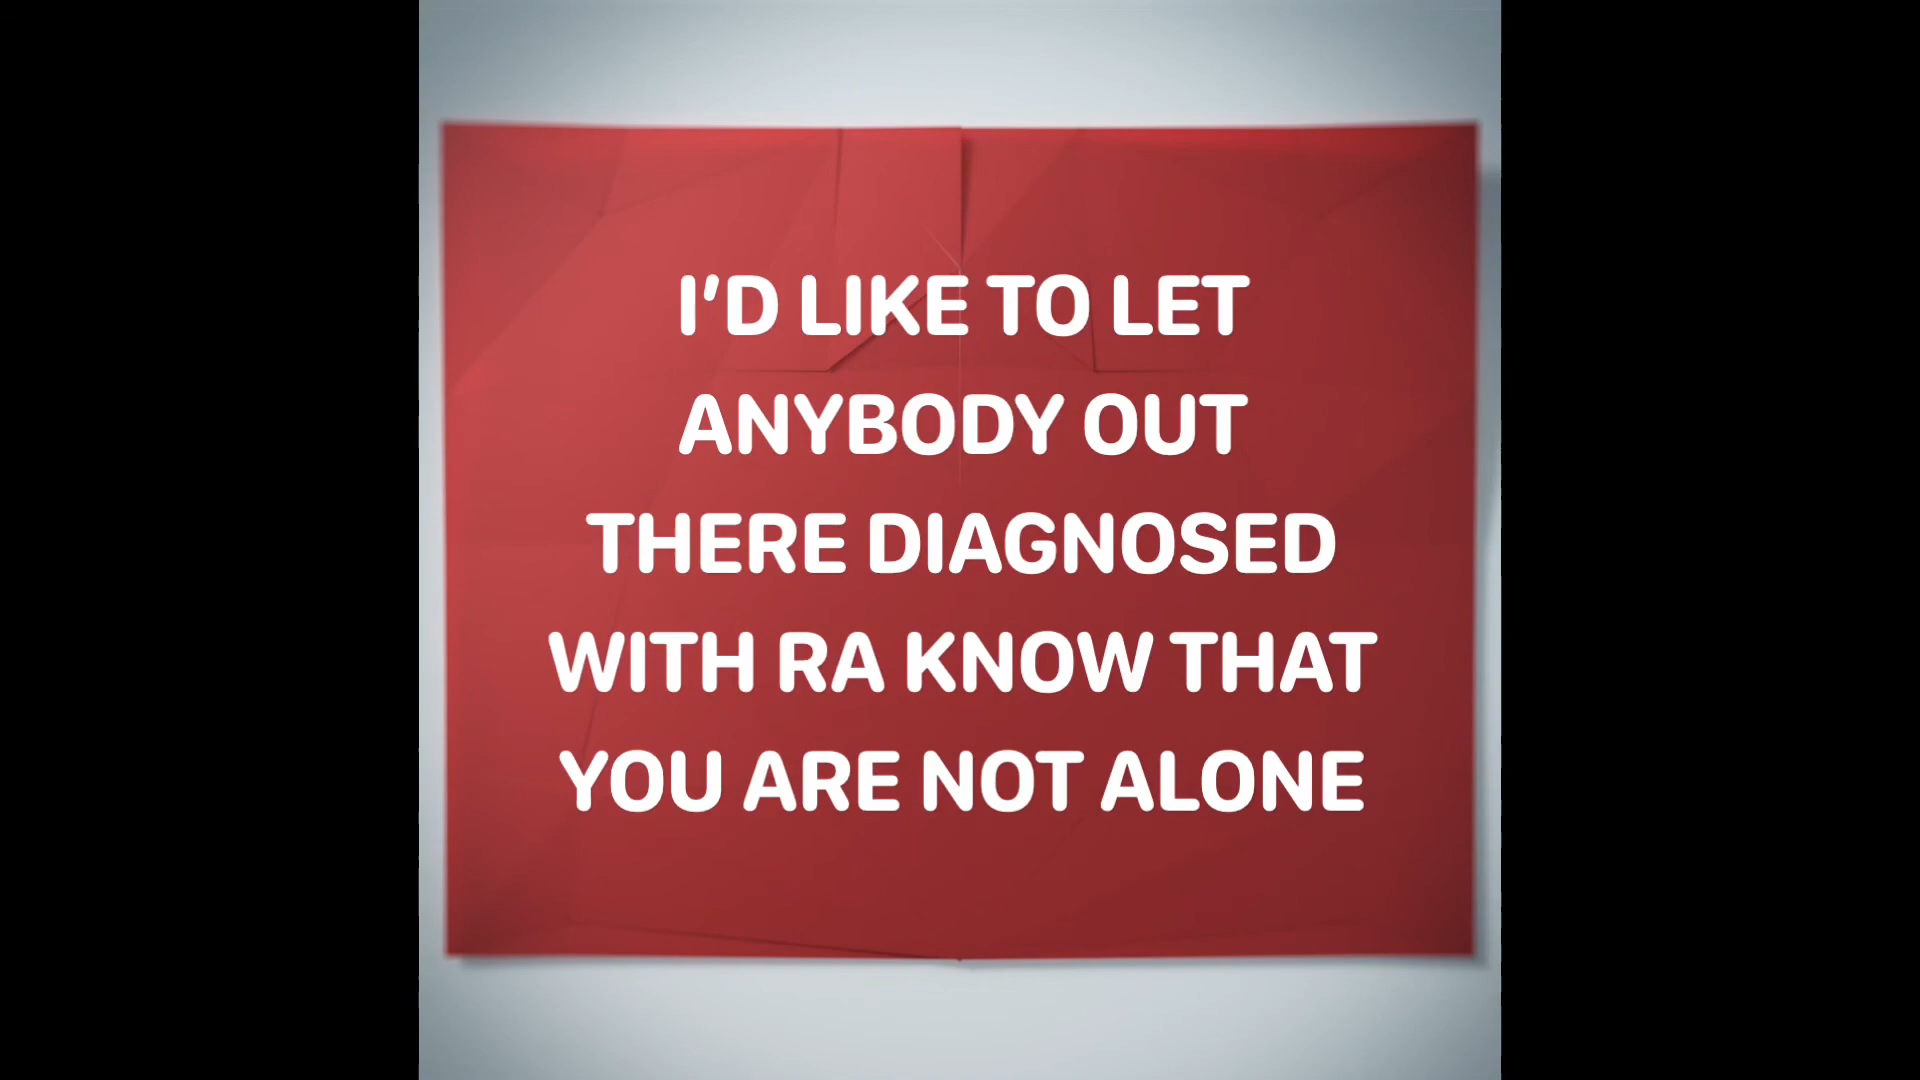 I'D LIKE TO LET
ANYBODY OUT
THERE DIAGNOSED
WITH RA KNOW THAT
YOU ARE NOT ALONE